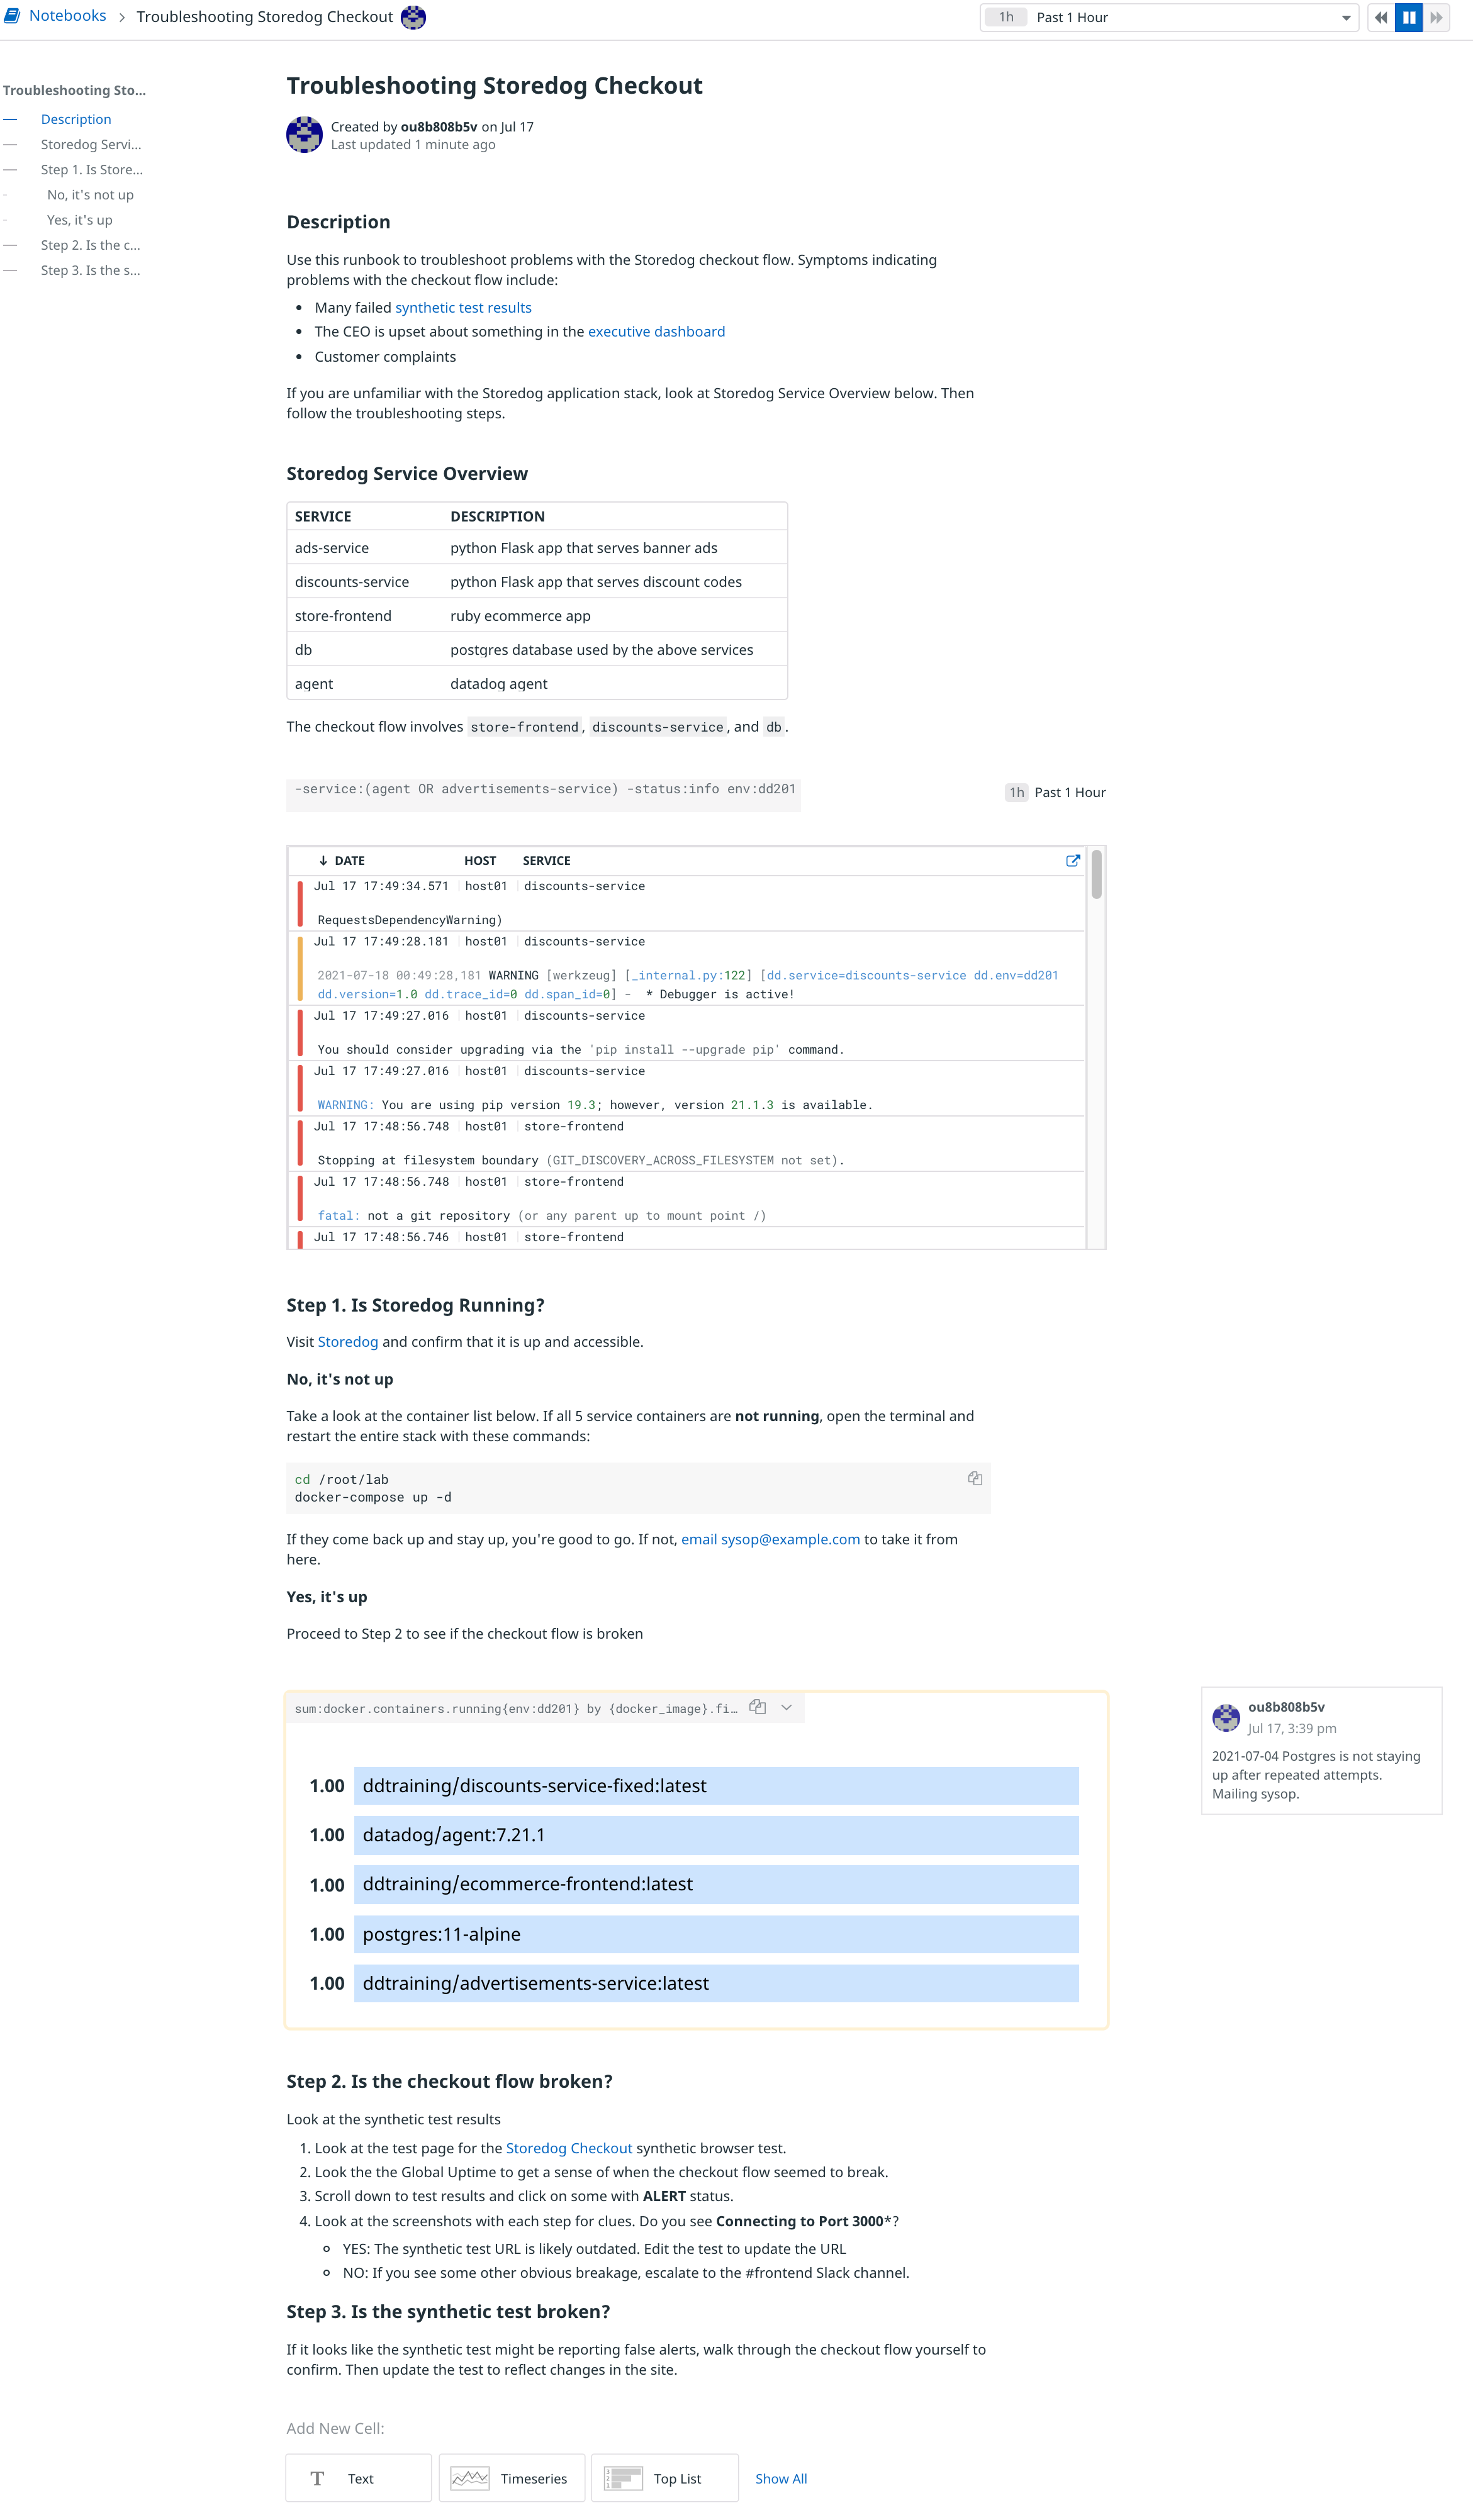 Notebooks > Troubleshooting Storedog Checkout
1h Past 1 Hour
Troubleshooting Sto...
Description
Storedog Servi...
Step 1. Is Store...
No, it's not up
Yes, it's up
Step 2. Is the c...
Step 3. Is the s...
Troubleshooting Storedog Checkout
Created by ou8b808b5v on Jul 17
Last updated 1 minute ago
Description
Use this runbook to troubleshoot problems with the Storedog checkout flow. Symptoms indicating
problems with the checkout flow include:
• Many failed synthetic test results
• The CEO is upset about something in the executive dashboard
• Customer complaints
If you are unfamiliar with the Storedog application stack, look at Storedog Service Overview below. Then
follow the troubleshooting steps.
Storedog Service Overview
SERVICE DESCRIPTION
ads-service python Flask app that serves banner ads
discounts-service python Flask app that serves discount codes
store-frontend ruby ecommerce app
db postgres database used by the above services
agent datadog agent
The checkout flow involves store-frontend, discounts-service, and db.
-service:(agent OR advertisements-service) -status:info env:dd201
1h Past 1 Hour
↓ DATE HOST SERVICE
Jul 17 17:49:34.571 host01 discounts-service
RequestsDependencyWarning)
Jul 17 17:49:28.181 host01 discounts-service
2021-07-18 00:49:28,181 WARNING [werkzeug] [_internal.py:122] [dd.service=discounts-service dd.env=dd201
dd.version=1.0 dd.trace_id=0 dd.span_id=0] - * Debugger is active!
Jul 17 17:49:27.016 host01 discounts-service
You should consider upgrading via the 'pip install --upgrade pip' command.
Jul 17 17:49:27.016 host01 discounts-service
WARNING: You are using pip version 19.3; however, version 21.1.3 is available.
Jul 17 17:48:56.748 host01 store-frontend
Stopping at filesystem boundary (GIT_DISCOVERY_ACROSS_FILESYSTEM not set).
Jul 17 17:48:56.748 host01 store-frontend
fatal: not a git repository (or any parent up to mount point /)
Jul 17 17:48:56.746 host01 store-frontend
Step 1. Is Storedog Running?
Visit Storedog and confirm that it is up and accessible.
No, it's not up
Take a look at the container list below. If all 5 service containers are not running, open the terminal and
restart the entire stack with these commands:
cd /root/lab
docker-compose up -d
If they come back up and stay up, you're good to go. If not, email sysop@example.com to take it from
here.
Yes, it's up
Proceed to Step 2 to see if the checkout flow is broken
sum:docker.containers.running{env:dd201} by {docker_image}.fi...
1.00 ddtraining/discounts-service-fixed:latest
1.00 datadog/agent:7.21.1
1.00 ddtraining/ecommerce-frontend:latest
1.00 postgres:11-alpine
1.00 ddtraining/advertisements-service:latest
ou8b808b5v
Jul 17, 3:39 pm
2021-07-04 Postgres is not staying
up after repeated attempts.
Mailing sysop.
Step 2. Is the checkout flow broken?
Look at the synthetic test results
1. Look at the test page for the Storedog Checkout synthetic browser test.
2. Look the the Global Uptime to get a sense of when the checkout flow seemed to break.
3. Scroll down to test results and click on some with ALERT status.
4. Look at the screenshots with each step for clues. Do you see Connecting to Port 3000*?
YES: The synthetic test URL is likely outdated. Edit the test to update the URL
NO: If you see some other obvious breakage, escalate to the #frontend Slack channel.
Step 3. Is the synthetic test broken?
If it looks like the synthetic test might be reporting false alerts, walk through the checkout flow yourself to
confirm. Then update the test to reflect changes in the site.
Add New Cell:
T Text
Timeseries
Top List
Show All